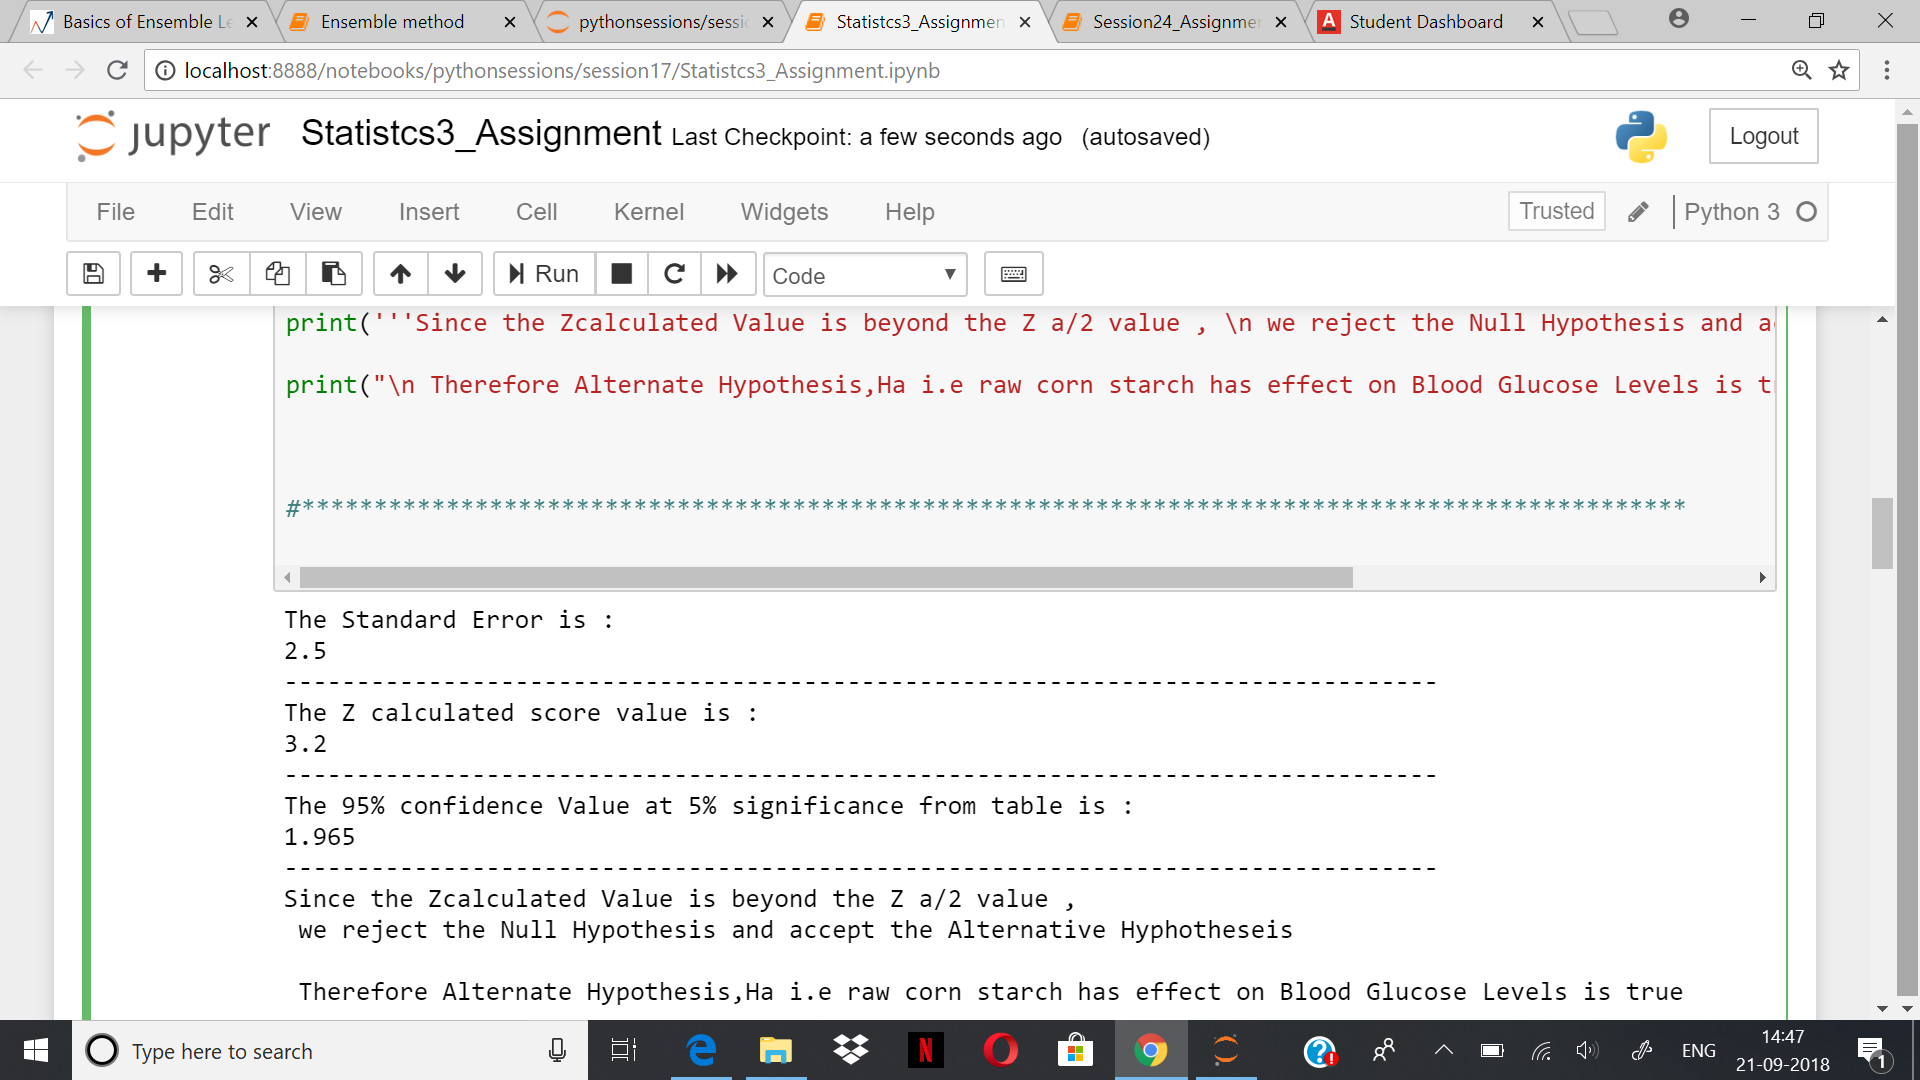 Basics of Ensemble Le
Ensemble method
pythonsessions/sessio
Statistcs3_Assignmen
Session24_Assignmen
A Student Dashboard
localhost:8888/notebooks/pythonsessions/session17/Statistcs3_Assignment.ipynb
jupyter Statistcs3_Assignment Last Checkpoint: a few seconds ago (autosaved)
Logout
File Edit View Insert Cell Kernel Widgets Help
Trusted Python 3
Run Code
print('''Since the Zcalculated Value is beyond the Z a/2 value , \n we reject the Null Hypothesis and a
print("\n Therefore Alternate Hypothesis,Ha i.e raw corn starch has effect on Blood Glucose Levels is t
#************************************************************************************************
The Standard Error is :
2.5
--------------------------------------------------------------------------------
The Z calculated score value is :
3.2
--------------------------------------------------------------------------------
The 95% confidence Value at 5% significance from table is :
1.965
--------------------------------------------------------------------------------
Since the Zcalculated Value is beyond the Z a/2 value ,
we reject the Null Hypothesis and accept the Alternative Hyphotheseis
Therefore Alternate Hypothesis,Ha i.e raw corn starch has effect on Blood Glucose Levels is true
Type here to search
N
ENG
14:47
21-09-2018
1